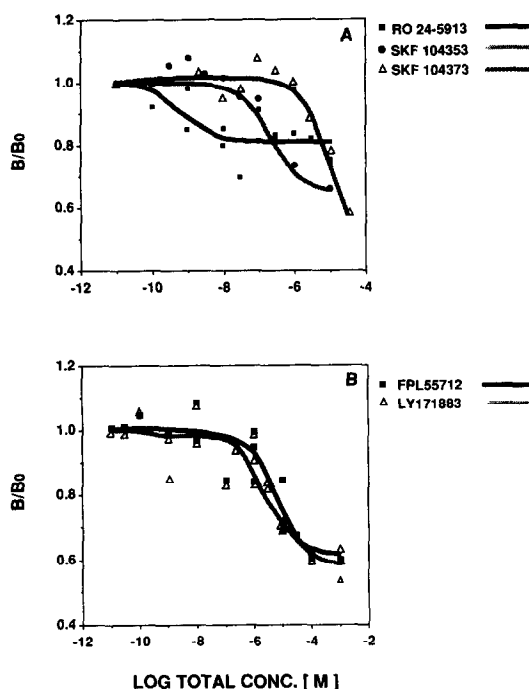 A
1.2
1.0
0.8
0.6
0.4
B/B0
-12
-10
-8
-6
-4
RO 24-5913
SKF 104353
SKF 104373
B
1.2
1.0
0.8
0.6
0.4
B/B0
-12
-10
-8
-6
-4
-2
FPL55712
LY171883
LOG TOTAL CONC. [ M ]